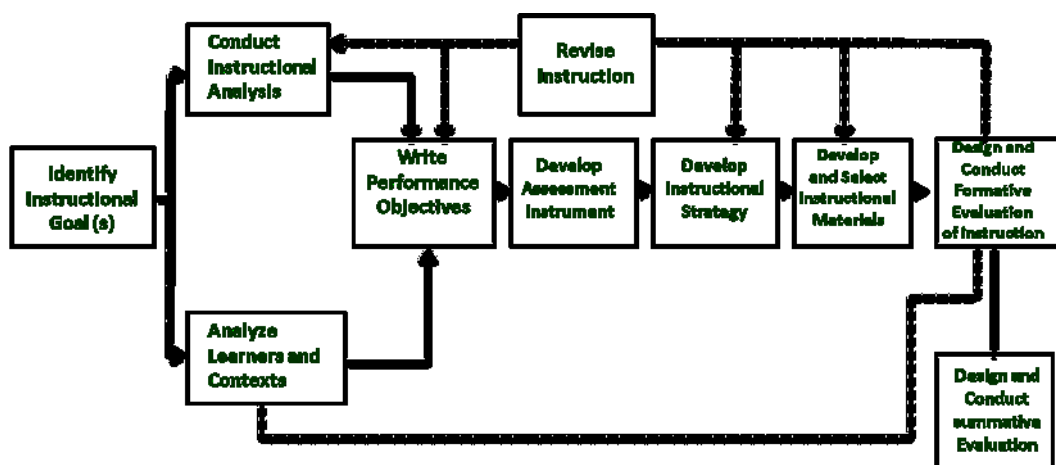 Conduct
Instructional
Analysis
Revise
Instruction
Identify
Instructional
Goal (s)
Write
Performance
Objectives
Develop
Assessment
Instrument
Develop
Instructional
Strategy
Develop
and Select
Instructional
Materials
Design and
Conduct
Formative
Evaluation
of Instruction
Analyze
Learners and
Contexts
Design and
Conduct
summative
Evaluation